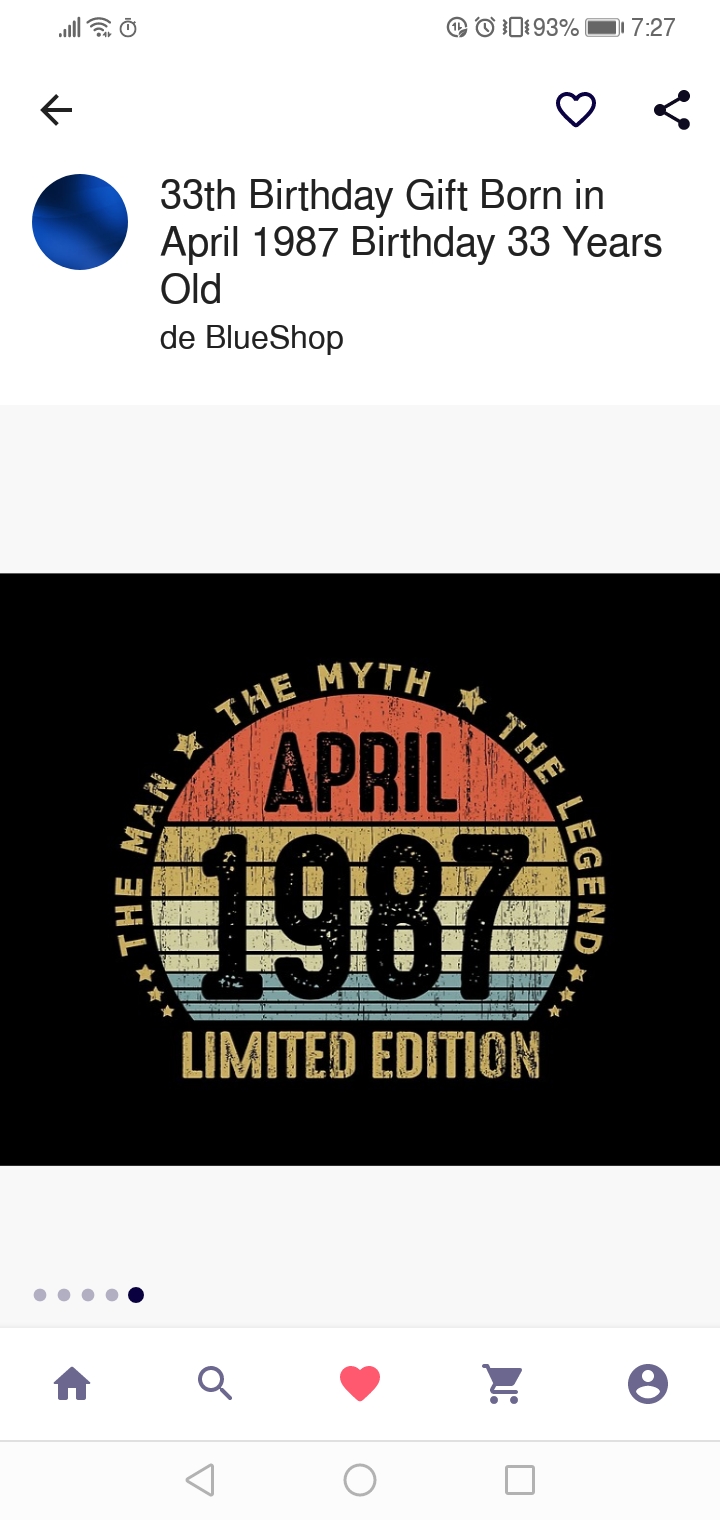 93% 7:27
33th Birthday Gift Born in
April 1987 Birthday 33 Years
Old
de BlueShop
THE MAN ★ THE MYTH ★ THE LEGEND
APRIL
1987
LIMITED EDITION